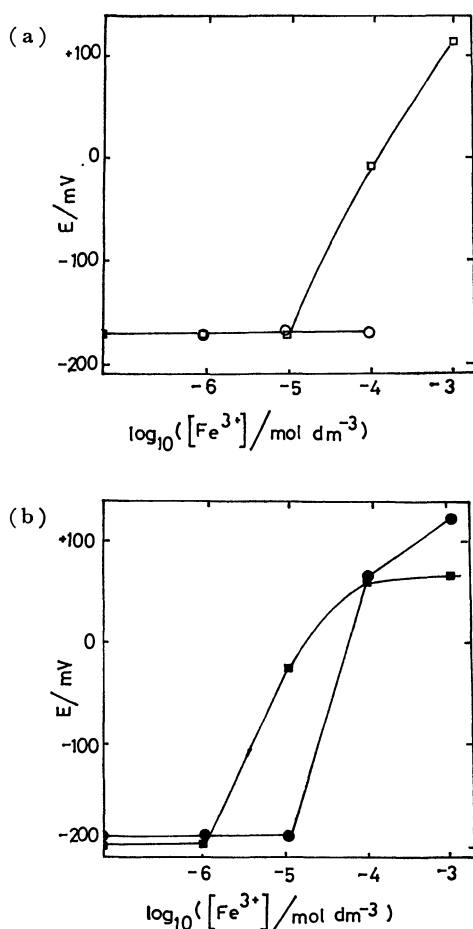 (a)
+100
0
-100
-200
E/mV
-6 -5 -4 -3
log₁₀([Fe³⁺]/mol dm⁻³)
(b)
+100
0
-100
-200
E/mV
-6 -5 -4 -3
log₁₀([Fe³⁺]/mol dm⁻³)